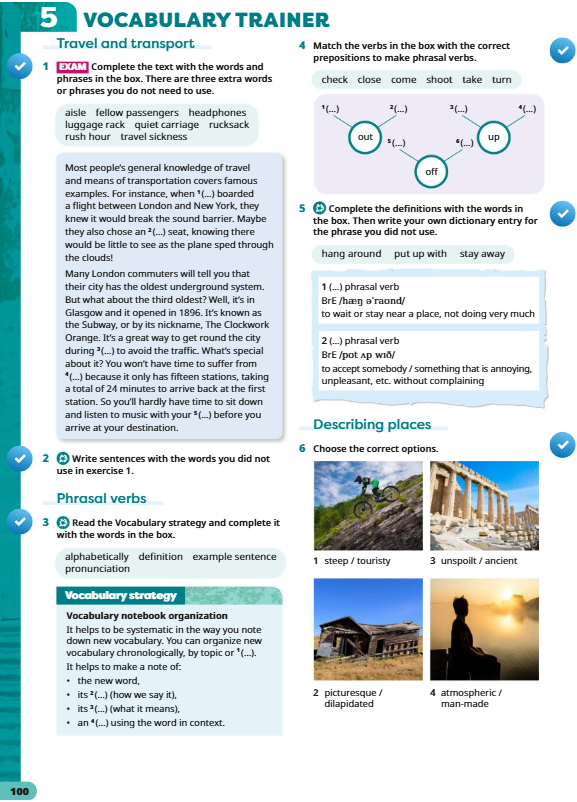 5 VOCABULARY TRAINER
Travel and transport
1 EXAM Complete the text with the words and
phrases in the box. There are three extra words
or phrases you do not need to use.
aisle fellow passengers headphones
luggage rack quiet carriage rucksack
rush hour travel sickness
Most people's general knowledge of travel
and means of transportation covers famous
examples. For instance, when ¹(...) boarded
a flight between London and New York, they
knew it would break the sound barrier. Maybe
they also chose an ²(...) seat, knowing there
would be little to see as the plane sped through
the clouds!
Many London commuters will tell you that
their city has the oldest underground system.
But what about the third oldest? Well, it's in
Glasgow and it opened in 1896. It's known as
the Subway, or by its nickname, The Clockwork
Orange. It's a great way to get round the city
during ³(...) to avoid the traffic. What's special
about it? You won't have time to suffer from
⁴(...) because it only has fifteen stations, taking
a total of 24 minutes to arrive back at the first
station. So you'll hardly have time to sit down
and listen to music with your ⁵(...) before you
arrive at your destination.
2 Write sentences with the words you did not
use in exercise 1.
Phrasal verbs
3 Read the Vocabulary strategy and complete it
with the words in the box.
alphabetically definition example sentence
pronunciation
Vocabulary strategy
Vocabulary notebook organization
It helps to be systematic in the way you note
down new vocabulary. You can organize new
vocabulary chronologically, by topic or ¹(...).
It helps to make a note of:
• the new word,
• its ²(...) (how we say it),
• its ³(...) (what it means),
• an ⁴(...) using the word in context.
4 Match the verbs in the box with the correct
prepositions to make phrasal verbs.
check close come shoot take turn
¹(...) ²(...) ³(...) ⁴(...)
out ⁵(...) ⁶(...) up
off
5 Complete the definitions with the words in
the box. Then write your own dictionary entry for
the phrase you did not use.
hang around put up with stay away
1 (...) phrasal verb
BrE /hæŋ əˈraʊnd/
to wait or stay near a place, not doing very much
2 (...) phrasal verb
BrE /pʊt ʌp wɪð/
to accept somebody / something that is annoying,
unpleasant, etc. without complaining
Describing places
6 Choose the correct options.
1 steep / touristy
3 unspoilt / ancient
2 picturesque /
dilapidated
4 atmospheric /
man-made
100